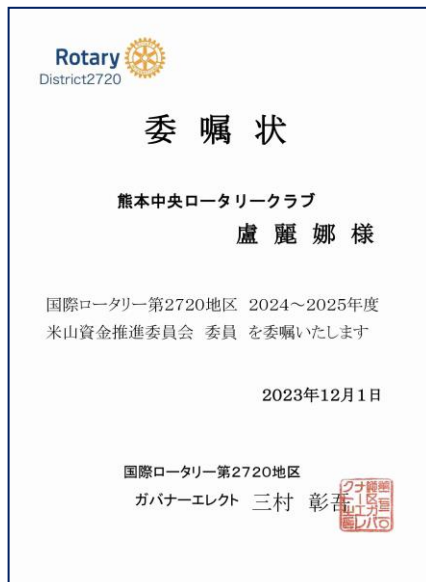 Rotary
District2720
委嘱状
熊本中央ロータリークラブ
盧麗娜様
国際ロータリー第2720地区 2024～2025年度
米山資金推進委員会 委員 を委嘱いたします
2023年12月1日
国際ロータリー第2720地区
ガバナーエレクト 三村 彰吾